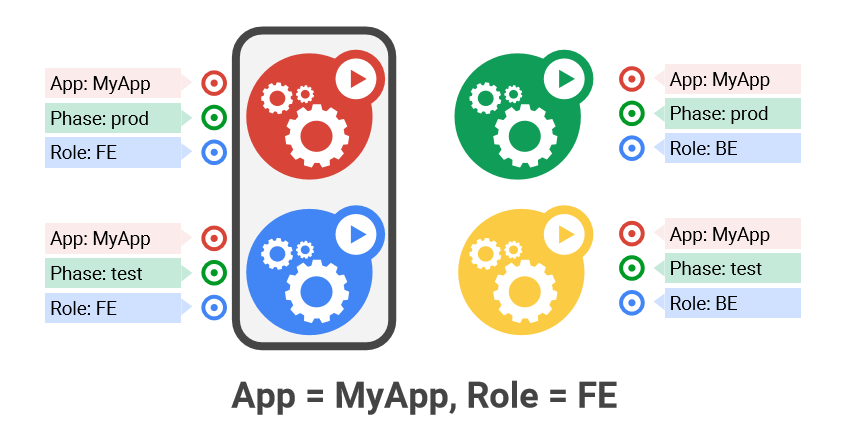 App: MyApp
Phase: prod
Role: FE
App: MyApp
Phase: prod
Role: BE
App: MyApp
Phase: test
Role: FE
App: MyApp
Phase: test
Role: BE
App = MyApp, Role = FE